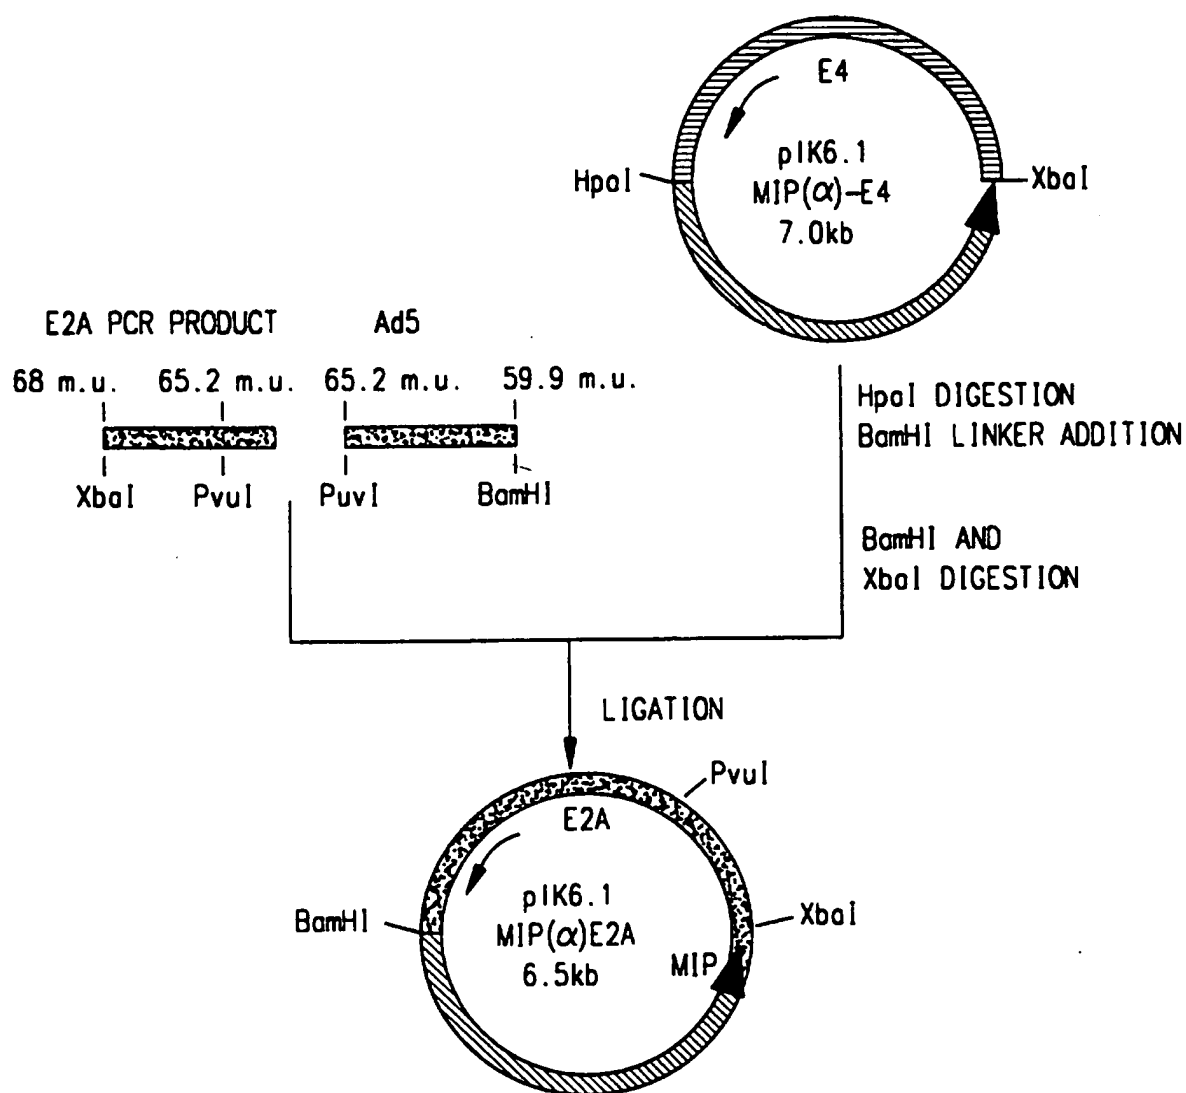 E4
pIK6.1
MIP(α)-E4
7.0kb
HpaI
XbaI
E2A PCR PRODUCT
Ad5
68 m.u.
65.2 m.u.
65.2 m.u.
59.9 m.u.
XbaI
PvuI
PuvI
BamHI
HpaI DIGESTION
BamHI LINKER ADDITION
BamHI AND
XbaI DIGESTION
LIGATION
PvuI
E2A
pIK6.1
MIP(α)E2A
6.5kb
BamHI
XbaI
MIP